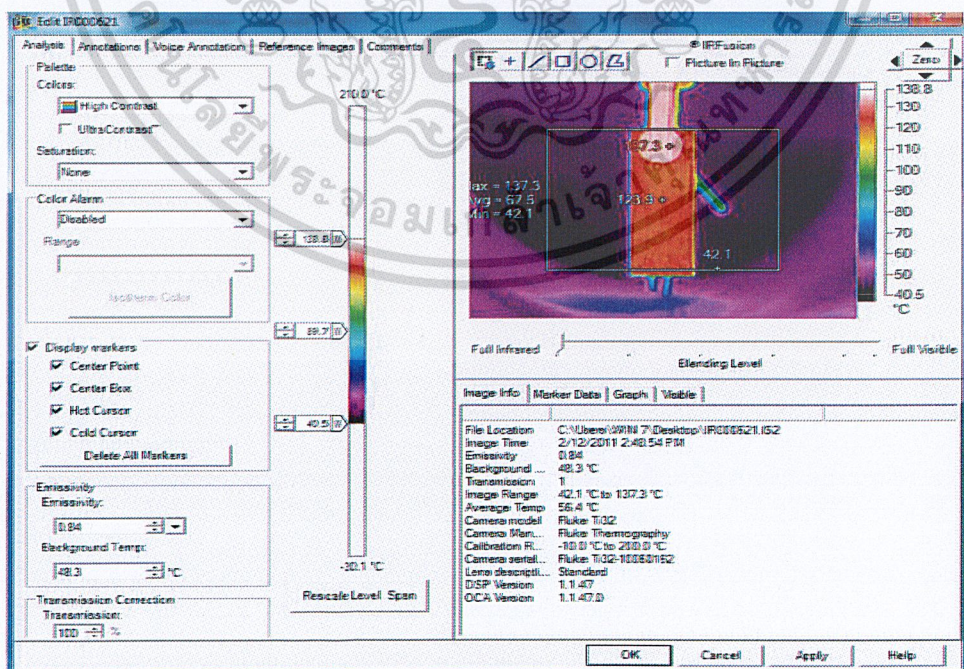 Edit IR000621
Analysis Annotations Voice Annotation Reference Images Comments
Palette
Colors:
High Contrast
UltraContrast
Saturation:
None
Color Alarm
Disabled
Range
Isotherm Color
Display markers
Center Point
Center Box
Hot Cursor
Cold Cursor
Delete All Markers
Emissivity
Emissivity:
0.84
Background Temp:
48.3 °C
Transmission Correction
Transmission:
100 %
210.0 °C
138.8
89.7
40.5
-30.1 °C
Rescale Level Span
IRFusion
Picture In Picture
Zero
Max = 137.3
Avg = 67.5
Min = 42.1
123.9
42.1
138.8
130
120
110
100
90
80
70
60
50
40.5
°C
Full Infrared
Full Visible
Blending Level
Image Info Marker Data Graph Visible
File Location C:\Users\WIN 7\Desktop\IR000621.IS2
Image Time 2/12/2011 2:48:54 PM
Emissivity 0.84
Background ... 48.3 °C
Transmission 1
Image Range 42.1 °C to 137.3 °C
Average Temp 56.4 °C
Camera model Fluke Ti32
Camera Man... Fluke Thermography
Calibration R... -10.0 °C to 200.0 °C
Camera serial... Fluke Ti32-10060152
Lens descripti... Standard
DSP Version 1.1.47
OCA Version 1.1.47.0
OK Cancel Apply Help